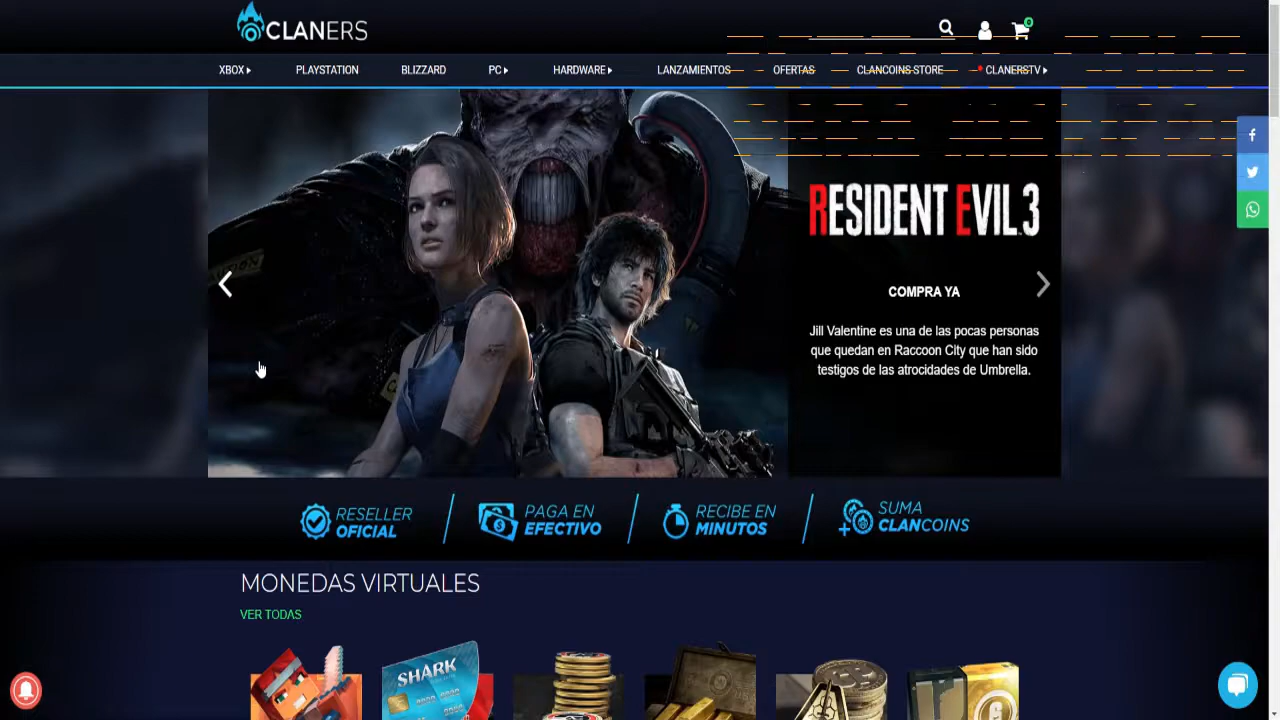 CLANERS
0
XBOX PLAYSTATION BLIZZARD PC HARDWARE LANZAMIENTOS OFERTAS CLANCOINS STORE CLANERSTV
RESIDENT EVIL 3
COMPRA YA
Jill Valentine es una de las pocas personas
que quedan en Raccoon City que han sido
testigos de las atrocidades de Umbrella.
RESELLER
OFICIAL
PAGA EN
EFECTIVO
RECIBE EN
MINUTOS
SUMA
CLANCOINS
MONEDAS VIRTUALES
VER TODAS
SHARK